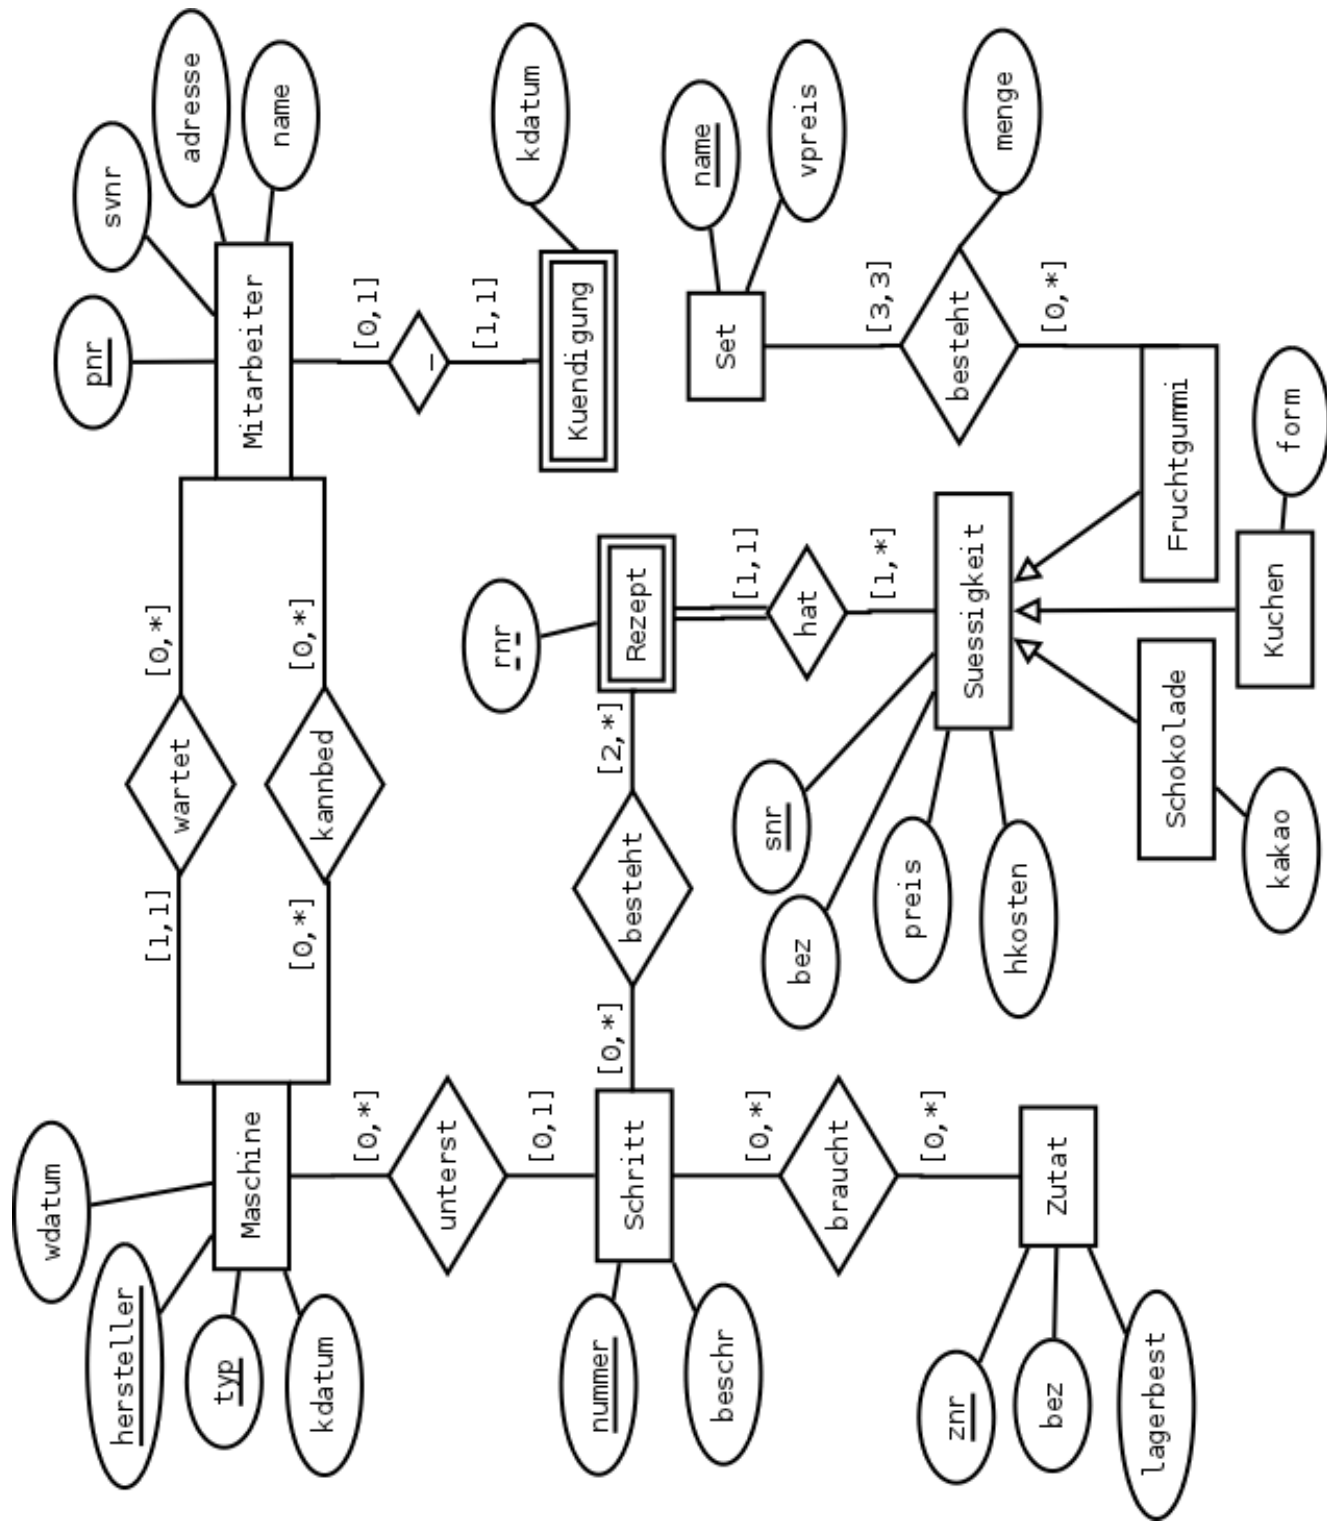 wdatum
hersteller
typ
kdatum
Maschine
[1,1]
wartet
[0,*]
[0,*]
kannbed
[0,*]
pnr
svnr
adresse
name
Mitarbeiter
[0,*]
unterst
[0,1]
[0,1]
–
[1,1]
kdatum
Kuendigung
nummer
beschr
Schritt
[0,*]
besteht
[2,*]
rnr
Rezept
[1,1]
hat
[1,*]
name
vpreis
Set
[3,3]
besteht
menge
[0,*]
[0,*]
braucht
[0,*]
snr
bez
preis
hkosten
Suessigkeit
znr
bez
lagerbest
Zutat
Schokolade
kakao
Kuchen
form
Fruchtgummi